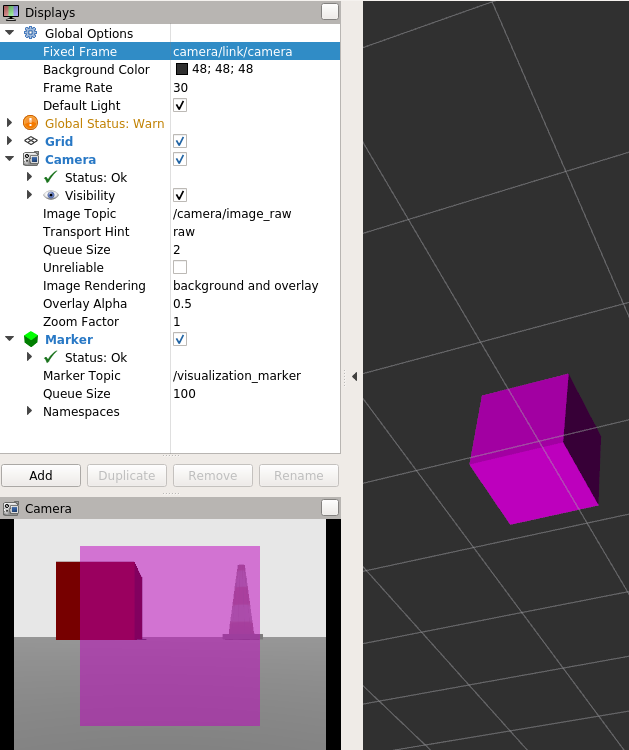 Displays
Global Options
Fixed Frame camera/link/camera
Background Color 48; 48; 48
Frame Rate 30
Default Light
Global Status: Warn
Grid
Camera
Status: Ok
Visibility
Image Topic /camera/image_raw
Transport Hint raw
Queue Size 2
Unreliable
Image Rendering background and overlay
Overlay Alpha 0.5
Zoom Factor 1
Marker
Status: Ok
Marker Topic /visualization_marker
Queue Size 100
Namespaces
Add Duplicate Remove Rename
Camera